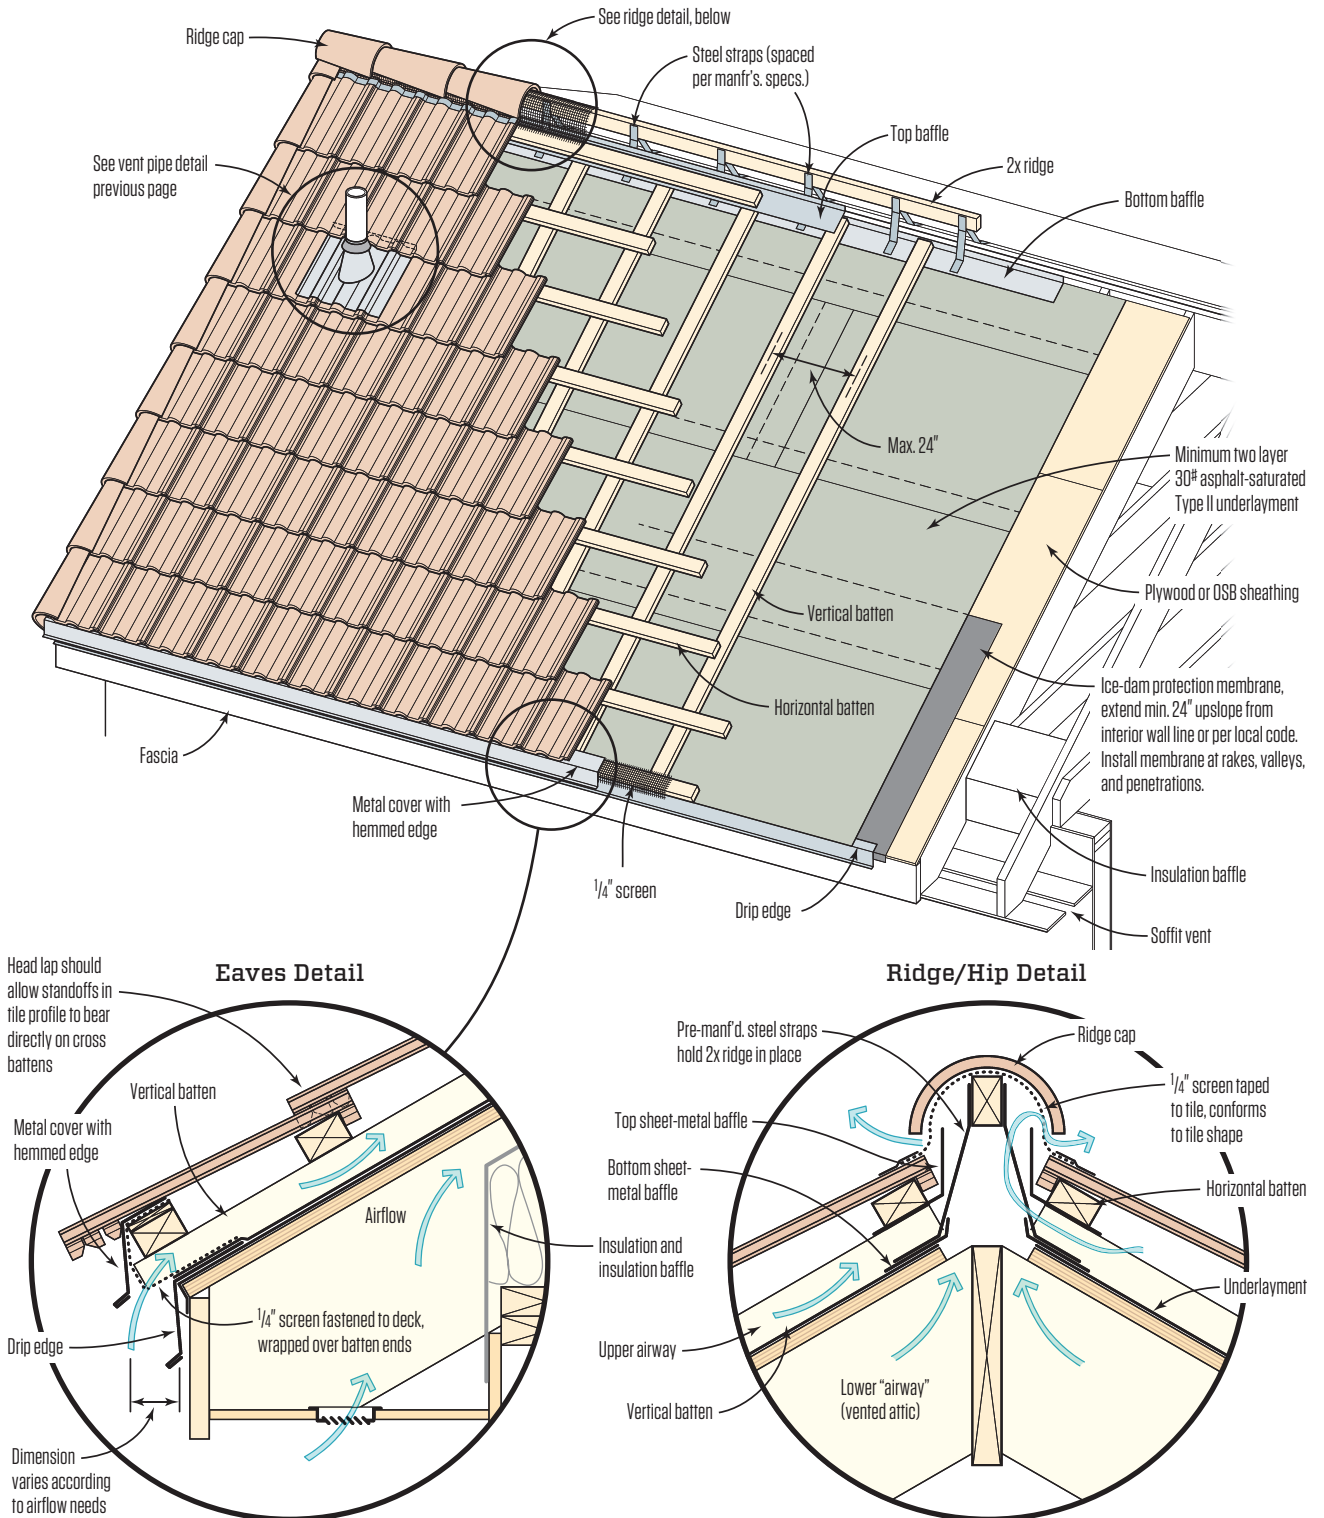 See ridge detail, below
Ridge cap
Steel straps (spaced
per manfr's. specs.)
Top baffle
See vent pipe detail
previous page
2x ridge
Bottom baffle
Max. 24"
Minimum two layer
30# asphalt-saturated
Type II underlayment
Plywood or OSB sheathing
Vertical batten
Ice-dam protection membrane,
extend min. 24" upslope from
interior wall line or per local code.
Install membrane at rakes, valleys,
and penetrations.
Horizontal batten
Fascia
Metal cover with
hemmed edge
1/4" screen
Insulation baffle
Drip edge
Soffit vent
Eaves Detail
Head lap should
allow standoffs in
tile profile to bear
directly on cross
battens
Vertical batten
Metal cover with
hemmed edge
Airflow
Insulation and
insulation baffle
1/4" screen fastened to deck,
wrapped over batten ends
Drip edge
Dimension
varies according
to airflow needs
Ridge/Hip Detail
Pre-manf'd. steel straps
hold 2x ridge in place
Ridge cap
1/4" screen taped
to tile, conforms
to tile shape
Top sheet-metal baffle
Bottom sheet-
metal baffle
Horizontal batten
Underlayment
Upper airway
Lower “airway”
(vented attic)
Vertical batten